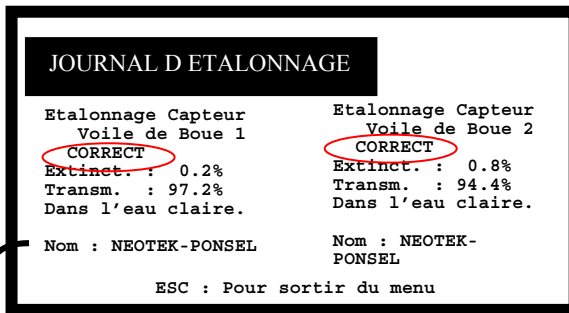 JOURNAL D ETALONNAGE
Etalonnage Capteur
Voile de Boue 1
CORRECT
Extinct. : 0.2%
Transm. : 97.2%
Dans l'eau claire.
Nom : NEOTEK-PONSEL
Etalonnage Capteur
Voile de Boue 2
CORRECT
Extinct. : 0.8%
Transm. : 94.4%
Dans l'eau claire.
Nom : NEOTEK-
PONSEL
ESC : Pour sortir du menu